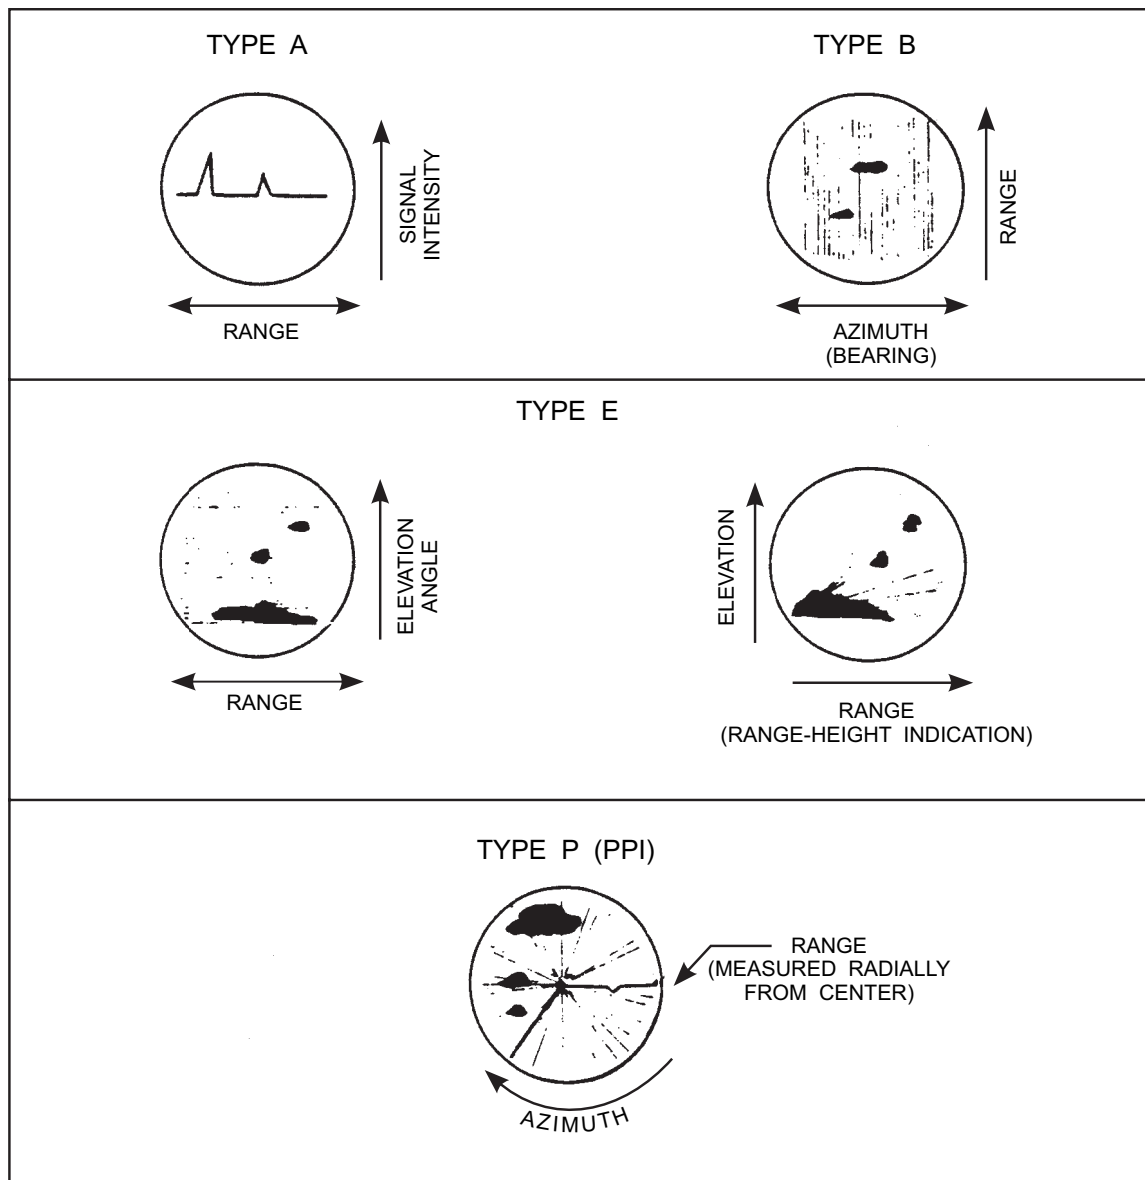 TYPE A
SIGNAL
INTENSITY
RANGE
TYPE B
RANGE
AZIMUTH
(BEARING)
TYPE E
ELEVATION
ANGLE
RANGE
ELEVATION
RANGE
(RANGE-HEIGHT INDICATION)
TYPE P (PPI)
RANGE
(MEASURED RADIALLY
FROM CENTER)
AZIMUTH